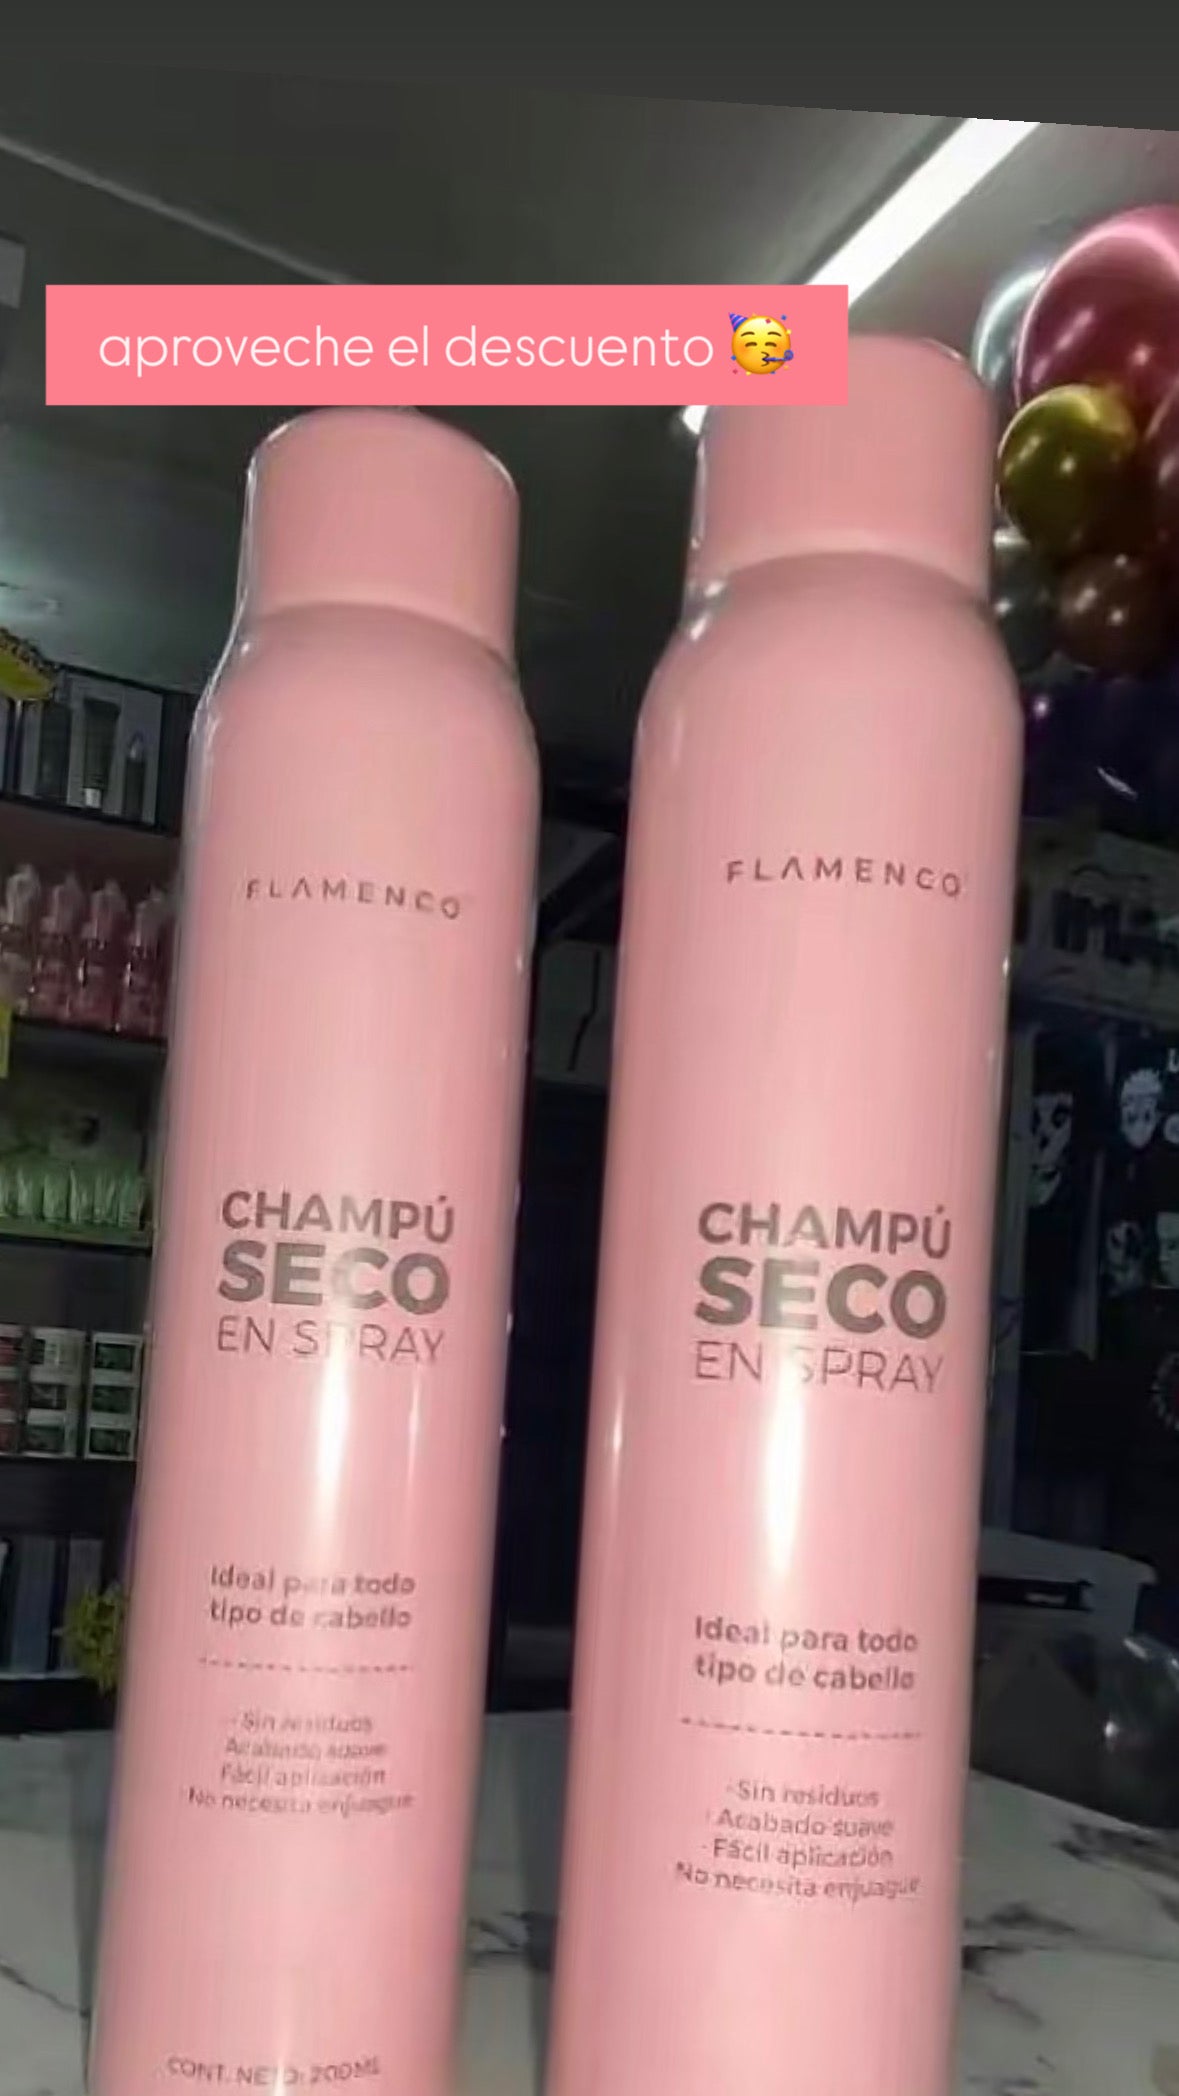 aproveche el descuento 🥳
FLAMENCO
CHAMPÚ
SECO
EN SPRAY
Ideal para todo
tipo de cabello
- Sin residuos
Acabado suave
Fácil aplicación
No necesita enjuague
CONT. NETO: 200ML
FLAMENCO
CHAMPÚ
SECO
EN SPRAY
Ideal para todo
tipo de cabello
- Sin residuos
- Acabado suave
- Fácil aplicación
No necesita enjuague